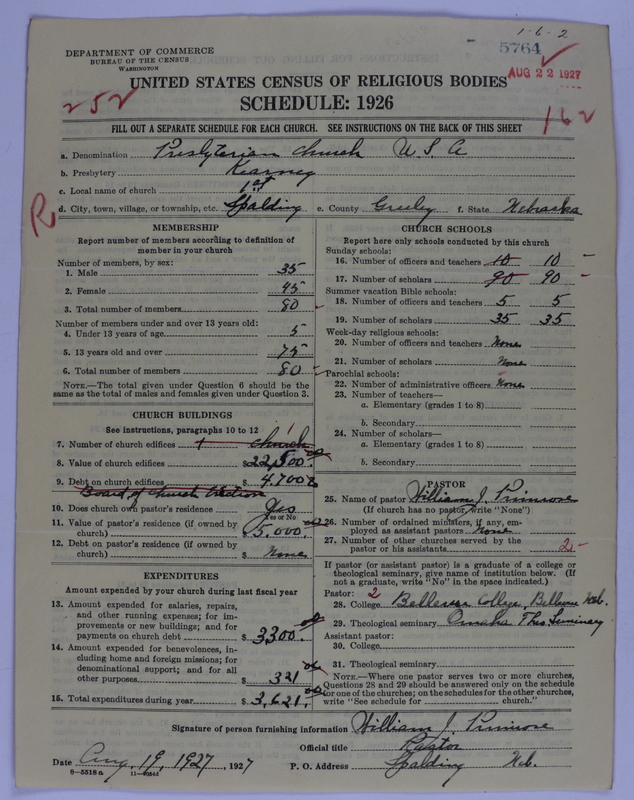 1-6-2
5764
DEPARTMENT OF COMMERCE
BUREAU OF THE CENSUS
WASHINGTON
AUG 22 1927
UNITED STATES CENSUS OF RELIGIOUS BODIES
252
SCHEDULE: 1926
162
FILL OUT A SEPARATE SCHEDULE FOR EACH CHURCH. SEE INSTRUCTIONS ON THE BACK OF THIS SHEET
a. Denomination Presbyterian Church U S A
b. Presbytery Kearney
c. Local name of church 1st
R
d. City, town, village, or township, etc. Spalding e. County Greeley f. State Nebraska
MEMBERSHIP
Report number of members according to definition of
member in your church
Number of members, by sex:
1. Male 35
2. Female 45
3. Total number of members 80
Number of members under and over 13 years old:
4. Under 13 years of age 5
5. 13 years old and over 75
6. Total number of members 80
NOTE.—The total given under Question 6 should be
same as the total of males and females given under Question 3.
CHURCH BUILDINGS
See instructions, paragraphs 10 to 12
7. Number of church edifices 1 church
8. Value of church edifices $22,500.00
9. Debt on church edifices $ 4,700
Board of Church Erection
10. Does church own pastor's residence Yes
Yes or No
11. Value of pastor's residence (if owned by
church) $ 5,000.00
12. Debt on pastor's residence (if owned by
church) $ None
EXPENDITURES
Amount expended by your church during last fiscal year
13. Amount expended for salaries, repairs,
and other running expenses; for im-
provements or new buildings; and for
payments on church debt $ 3300.00
14. Amount expended for benevolences, in-
cluding home and foreign missions; for
denominational support; and for all
other purposes $ 321.00
15. Total expenditures during year $ 3,621.00
CHURCH SCHOOLS
Report here only schools conducted by this church
Sunday schools:
16. Number of officers and teachers 10 10
17. Number of scholars 90 90
Summer vacation Bible schools:
18. Number of officers and teachers 5 5
19. Number of scholars 35 35
Week-day religious schools:
20. Number of officers and teachers None
21. Number of scholars None
Parochial schools:
22. Number of administrative officers None
23. Number of teachers—
a. Elementary (grades 1 to 8)
b. Secondary
24. Number of scholars—
a. Elementary (grades 1 to 8)
b. Secondary
PASTOR
25. Name of pastor William J. Primrose
(If church has no pastor, write "None")
26. Number of ordained ministers, if any, em-
ployed as assistant pastors None
27. Number of other churches served by the
pastor or his assistants 2
If pastor (or assistant pastor) is a graduate of a college or
theological seminary, give name of institution below. (If
not a graduate, write "No" in the space indicated.)
Pastor: 2
28. College Bellevue College, Bellevue Neb.
29. Theological seminary Omaha Theo Seminary
Assistant pastor:
30. College
31. Theological seminary
NOTE.—Where one pastor serves two or more churches,
Questions 28 and 29 should be answered only on the schedule
for one of the churches; on the schedules for the other churches,
write "See schedule for church."
Signature of person furnishing information William J. Primrose
Official title Pastor
Date Aug, 19, 1927, 1927 P. O. Address Spalding Neb.
8-5518 a